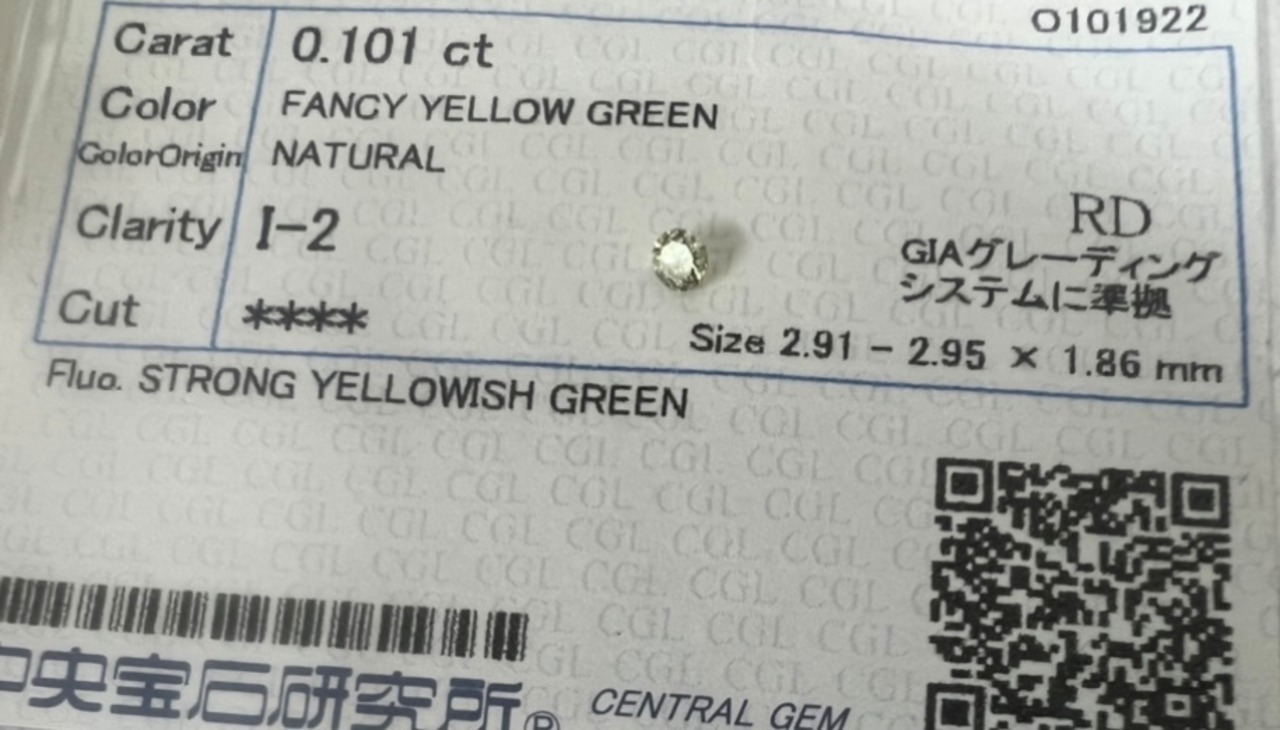 O101922
Carat 0.101 ct
Color FANCY YELLOW GREEN
ColorOrigin NATURAL
Clarity I-2
RD
GIAグレーディング
システムに準拠
Cut ****
Size 2.91 - 2.95 × 1.86 mm
Fluo. STRONG YELLOWISH GREEN
中央宝石研究所®
CENTRAL GEM